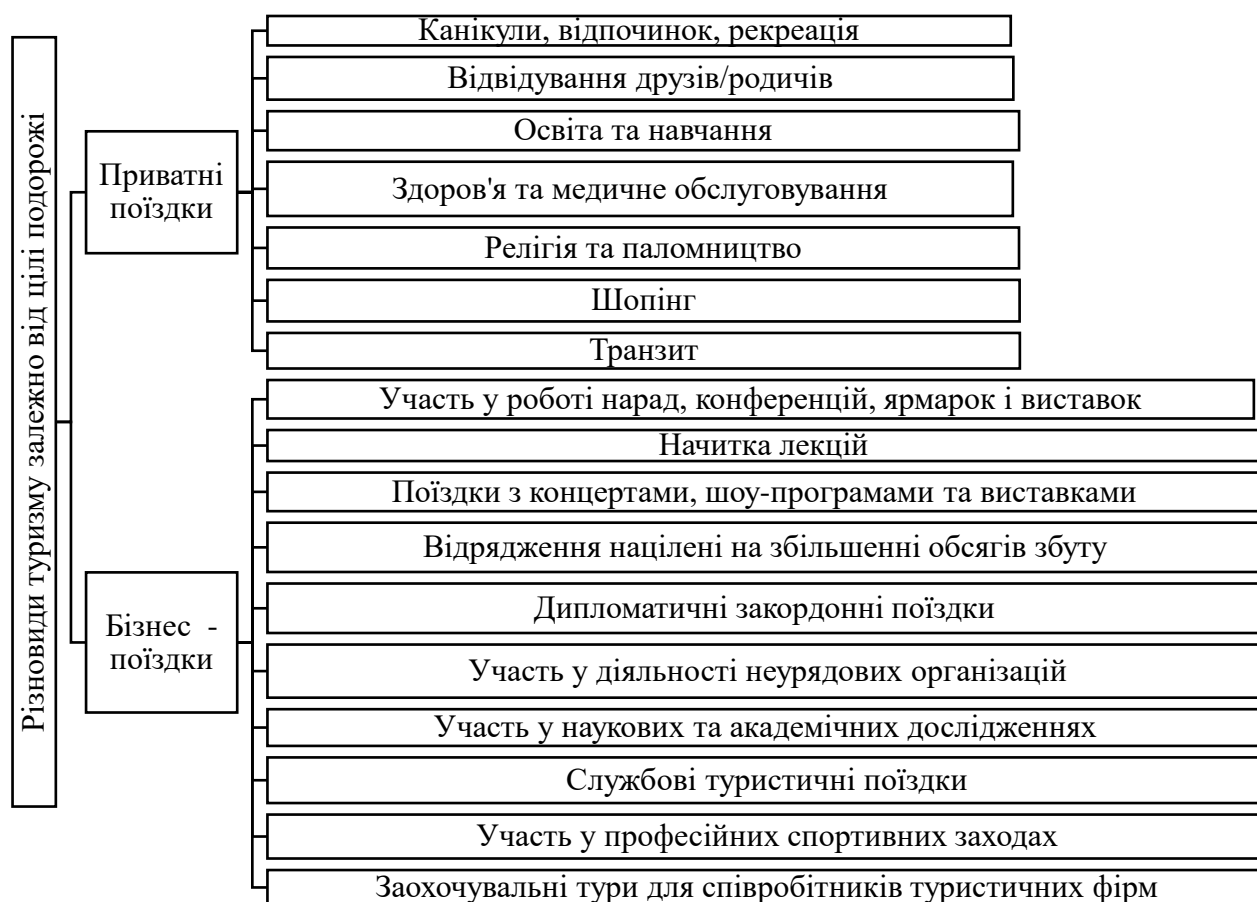 Різновиди туризму залежно від цілі подорожі
Приватні
поїздки
Канікули, відпочинок, рекреація
Відвідування друзів/родичів
Освіта та навчання
Здоров'я та медичне обслуговування
Релігія та паломництво
Шопінг
Транзит
Бізнес -
поїздки
Участь у роботі нарад, конференцій, ярмарок і виставок
Начитка лекцій
Поїздки з концертами, шоу-програмами та виставками
Відрядження націлені на збільшенні обсягів збуту
Дипломатичні закордонні поїздки
Участь у діяльності неурядових організацій
Участь у наукових та академічних дослідженнях
Службові туристичні поїздки
Участь у професійних спортивних заходах
Заохочувальні тури для співробітників туристичних фірм